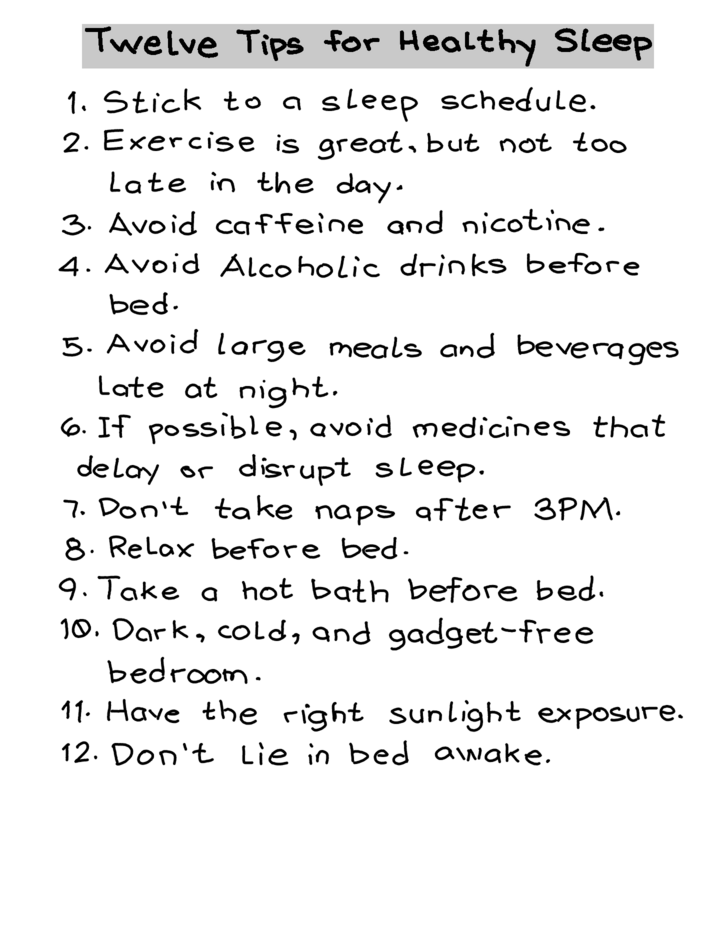 Twelve Tips for Healthy Sleep
1. Stick to a sleep schedule.
2. Exercise is great, but not too
late in the day.
3. Avoid caffeine and nicotine.
4. Avoid Alcoholic drinks before
bed.
5. Avoid large meals and beverages
late at night.
6. If possible, avoid medicines that
delay or disrupt sleep.
7. Don't take naps after 3PM.
8. Relax before bed.
9. Take a hot bath before bed.
10. Dark, cold, and gadget-free
bedroom.
11. Have the right sunlight exposure.
12. Don't lie in bed awake.